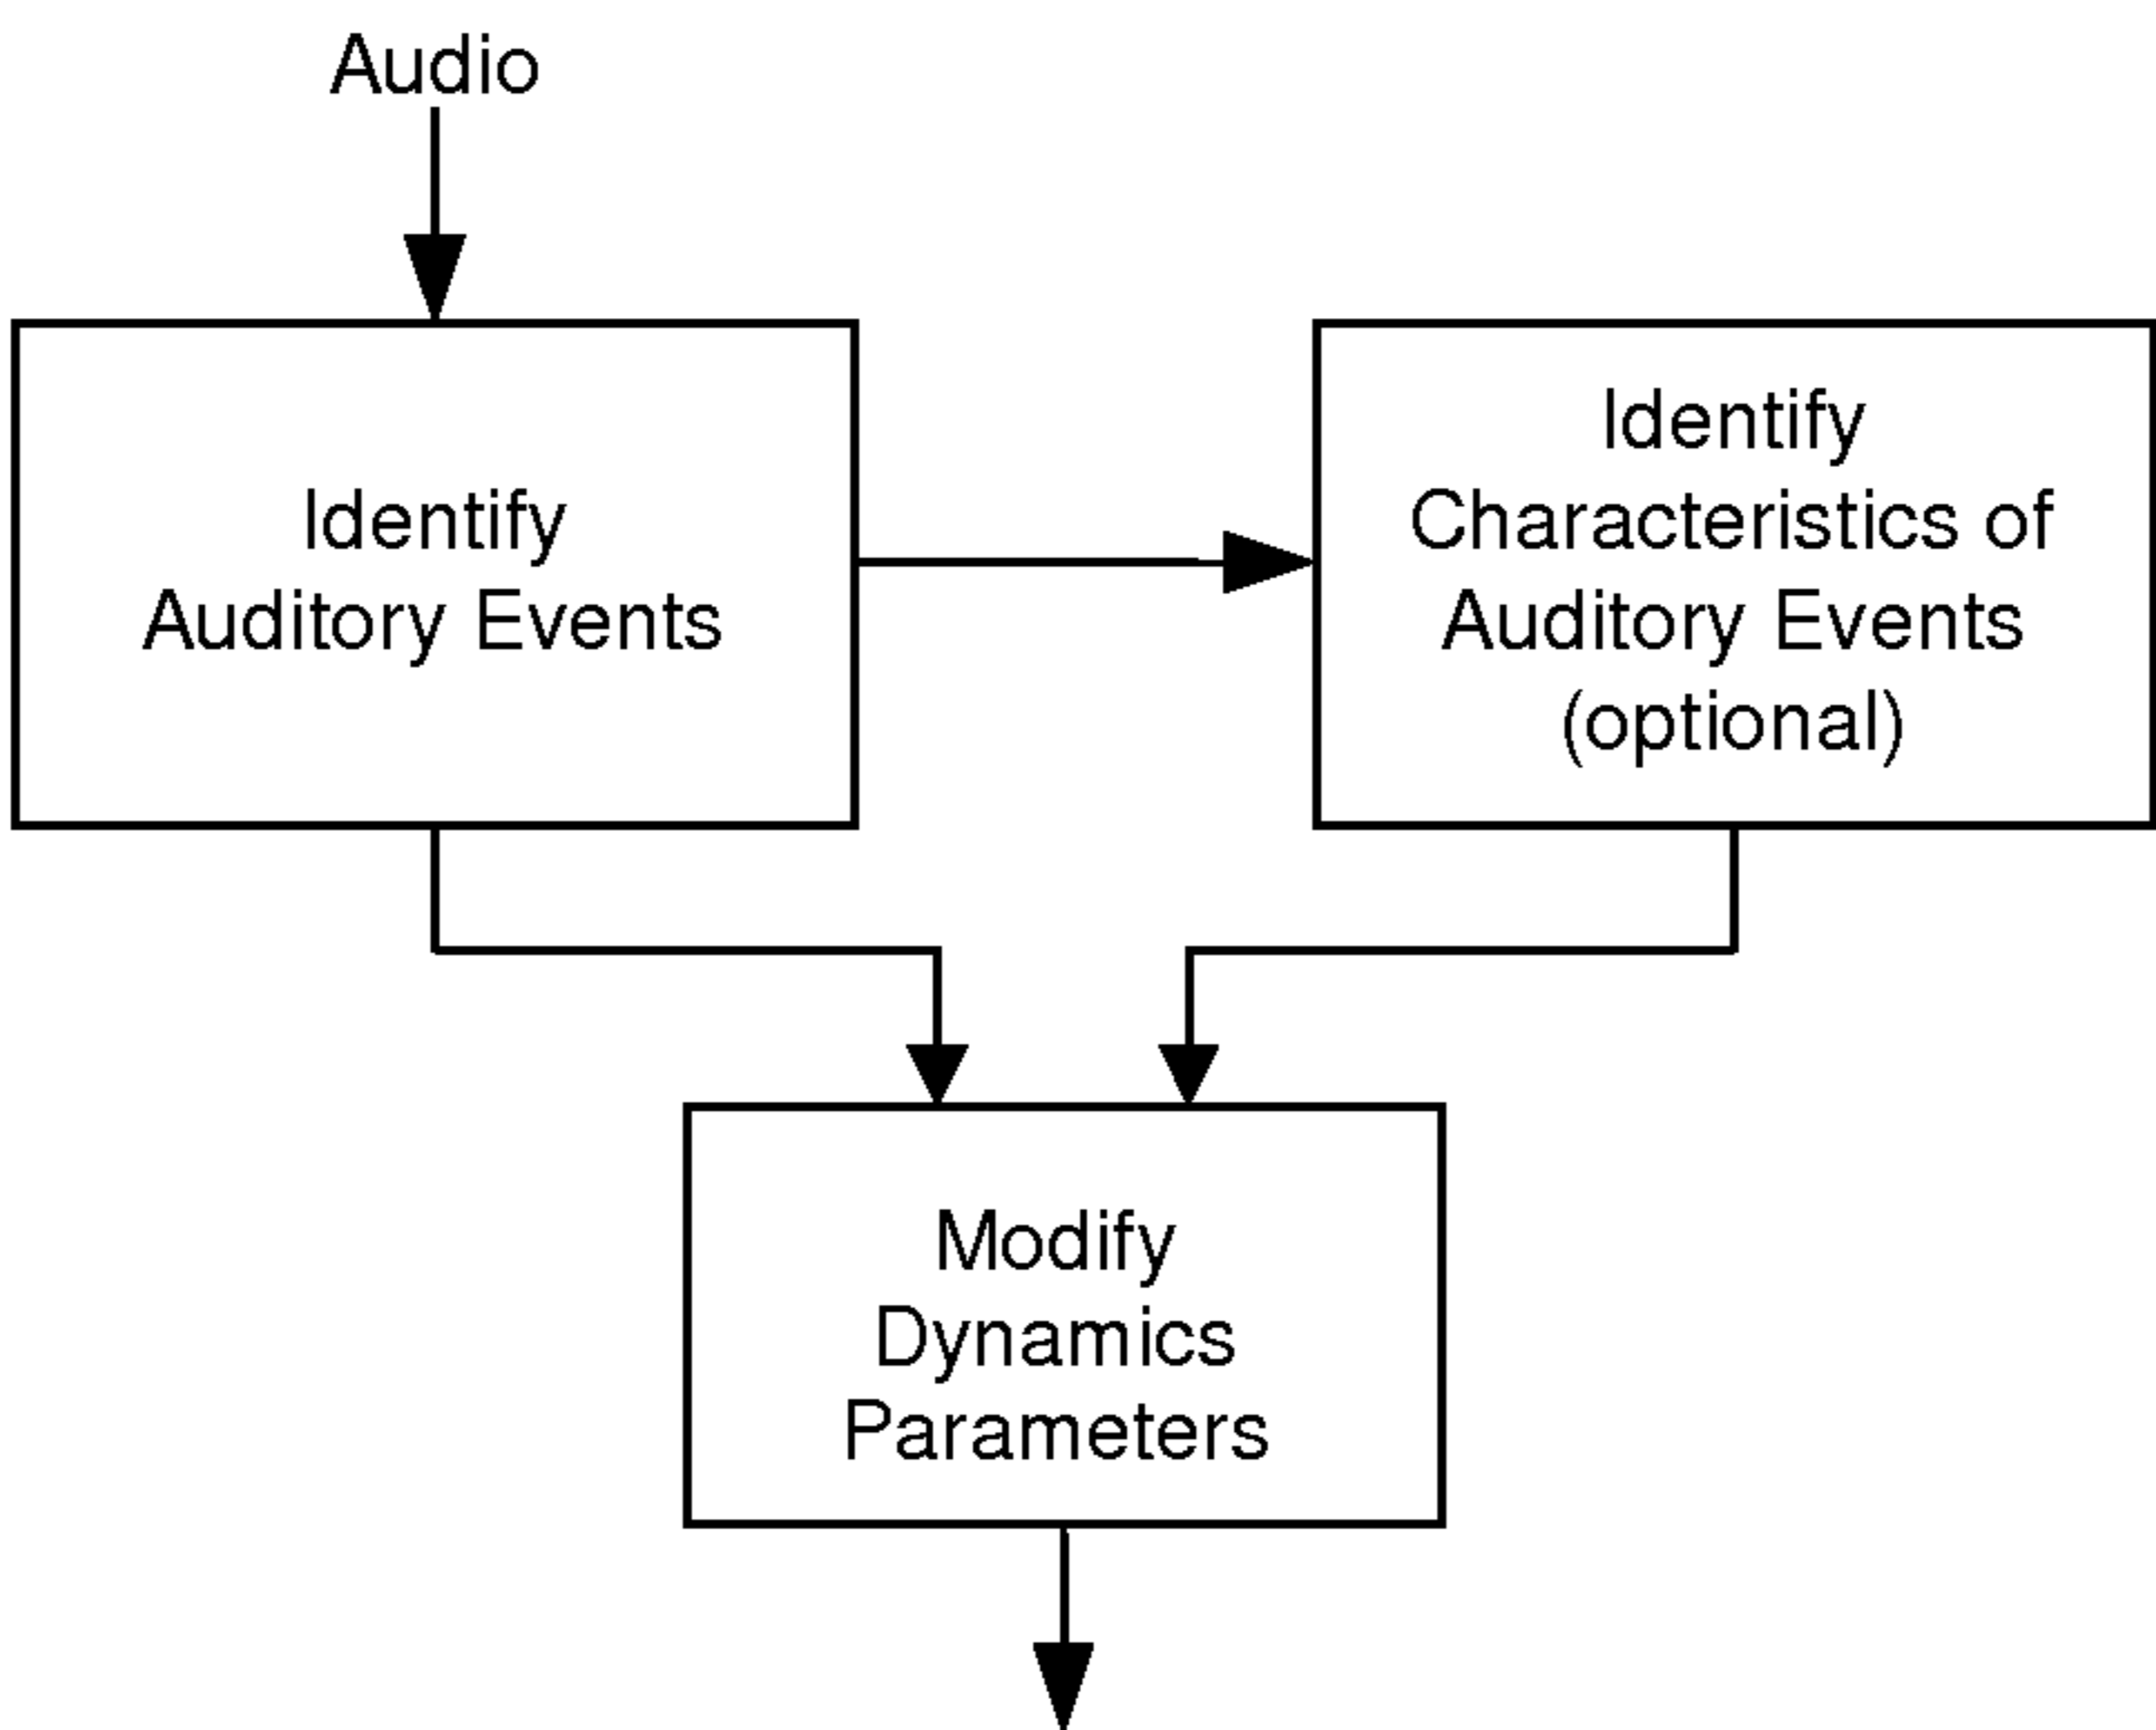 Audio
Identify
Auditory Events
Identify
Characteristics of
Auditory Events
(optional)
Modify
Dynamics
Parameters